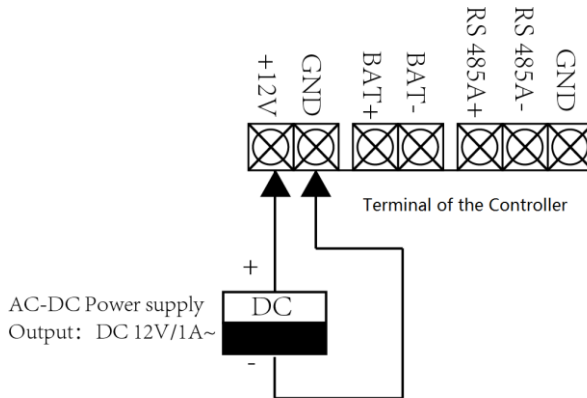 +12V
GND
BAT+
BAT-
RS 485A+
RS 485A-
GND
Terminal of the Controller
+
DC
AC-DC Power supply
Output: DC 12V/1A~
-